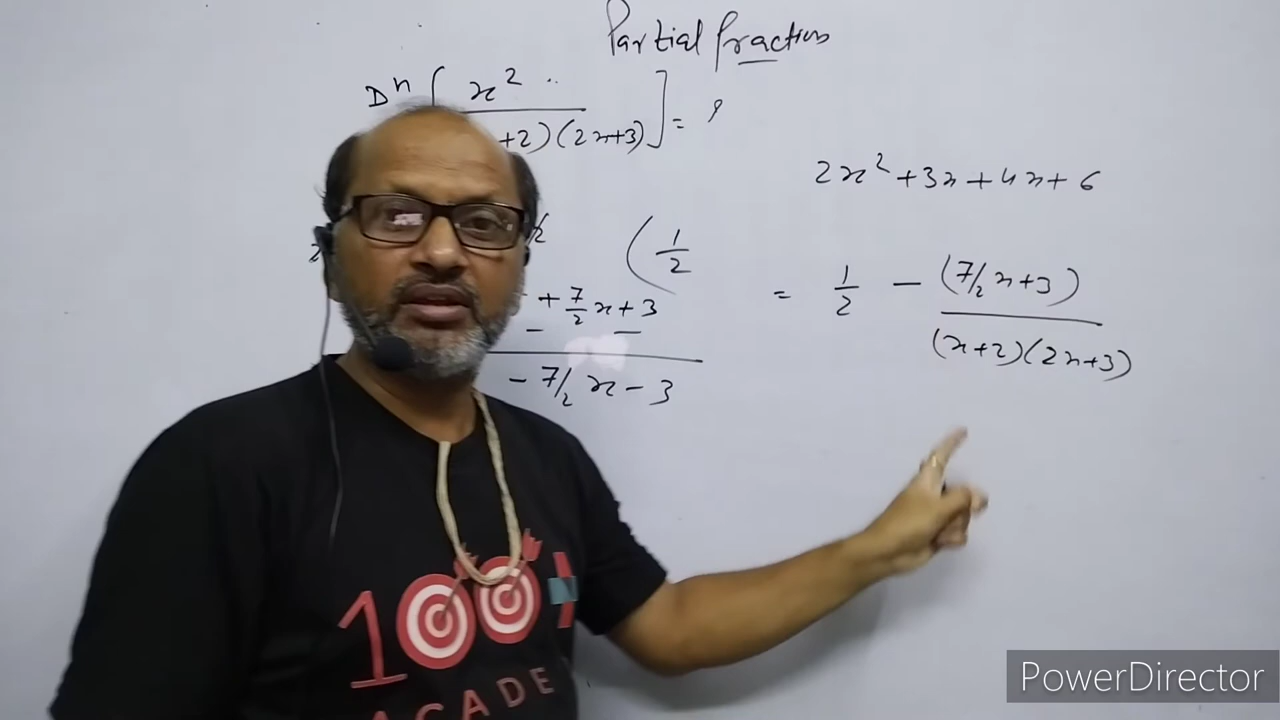 Partial fraction
Dⁿ [ x² / +2)(2x+3) ] = ?
2x²+3x+4x+6
( 1/2
+ 7/2 x + 3
- -
- 7/2 x - 3
= 1/2 - (7/2 x+3) / (x+2)(2x+3)
100+
ACADE
PowerDirector